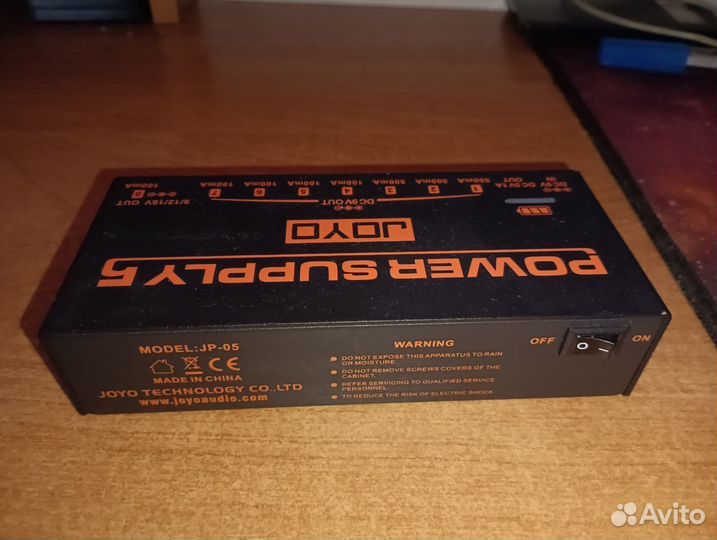 POWER SUPPLY 5
JOYO
DC 9V IN
DC 5V 1A OUT
DC 9V OUT
9/12/18V OUT
1 2 3 4 5 6 7 8
500mA 500mA 500mA 100mA 100mA 100mA 100mA 100mA
MODEL:JP-05
CE
MADE IN CHINA
JOYO TECHNOLOGY CO.,LTD
www.joyoaudio.com
WARNING
DO NOT EXPOSE THIS APPARATUS TO RAIN
OR MOISTURE.
DO NOT REMOVE SCREWS COVERS OF THE
CABINET.
REFER SERVICING TO QUALIFIED SERVICE
PERSONNEL.
TO REDUCE THE RISK OF ELECTRIC SHOCK
OFF
ON
Avito